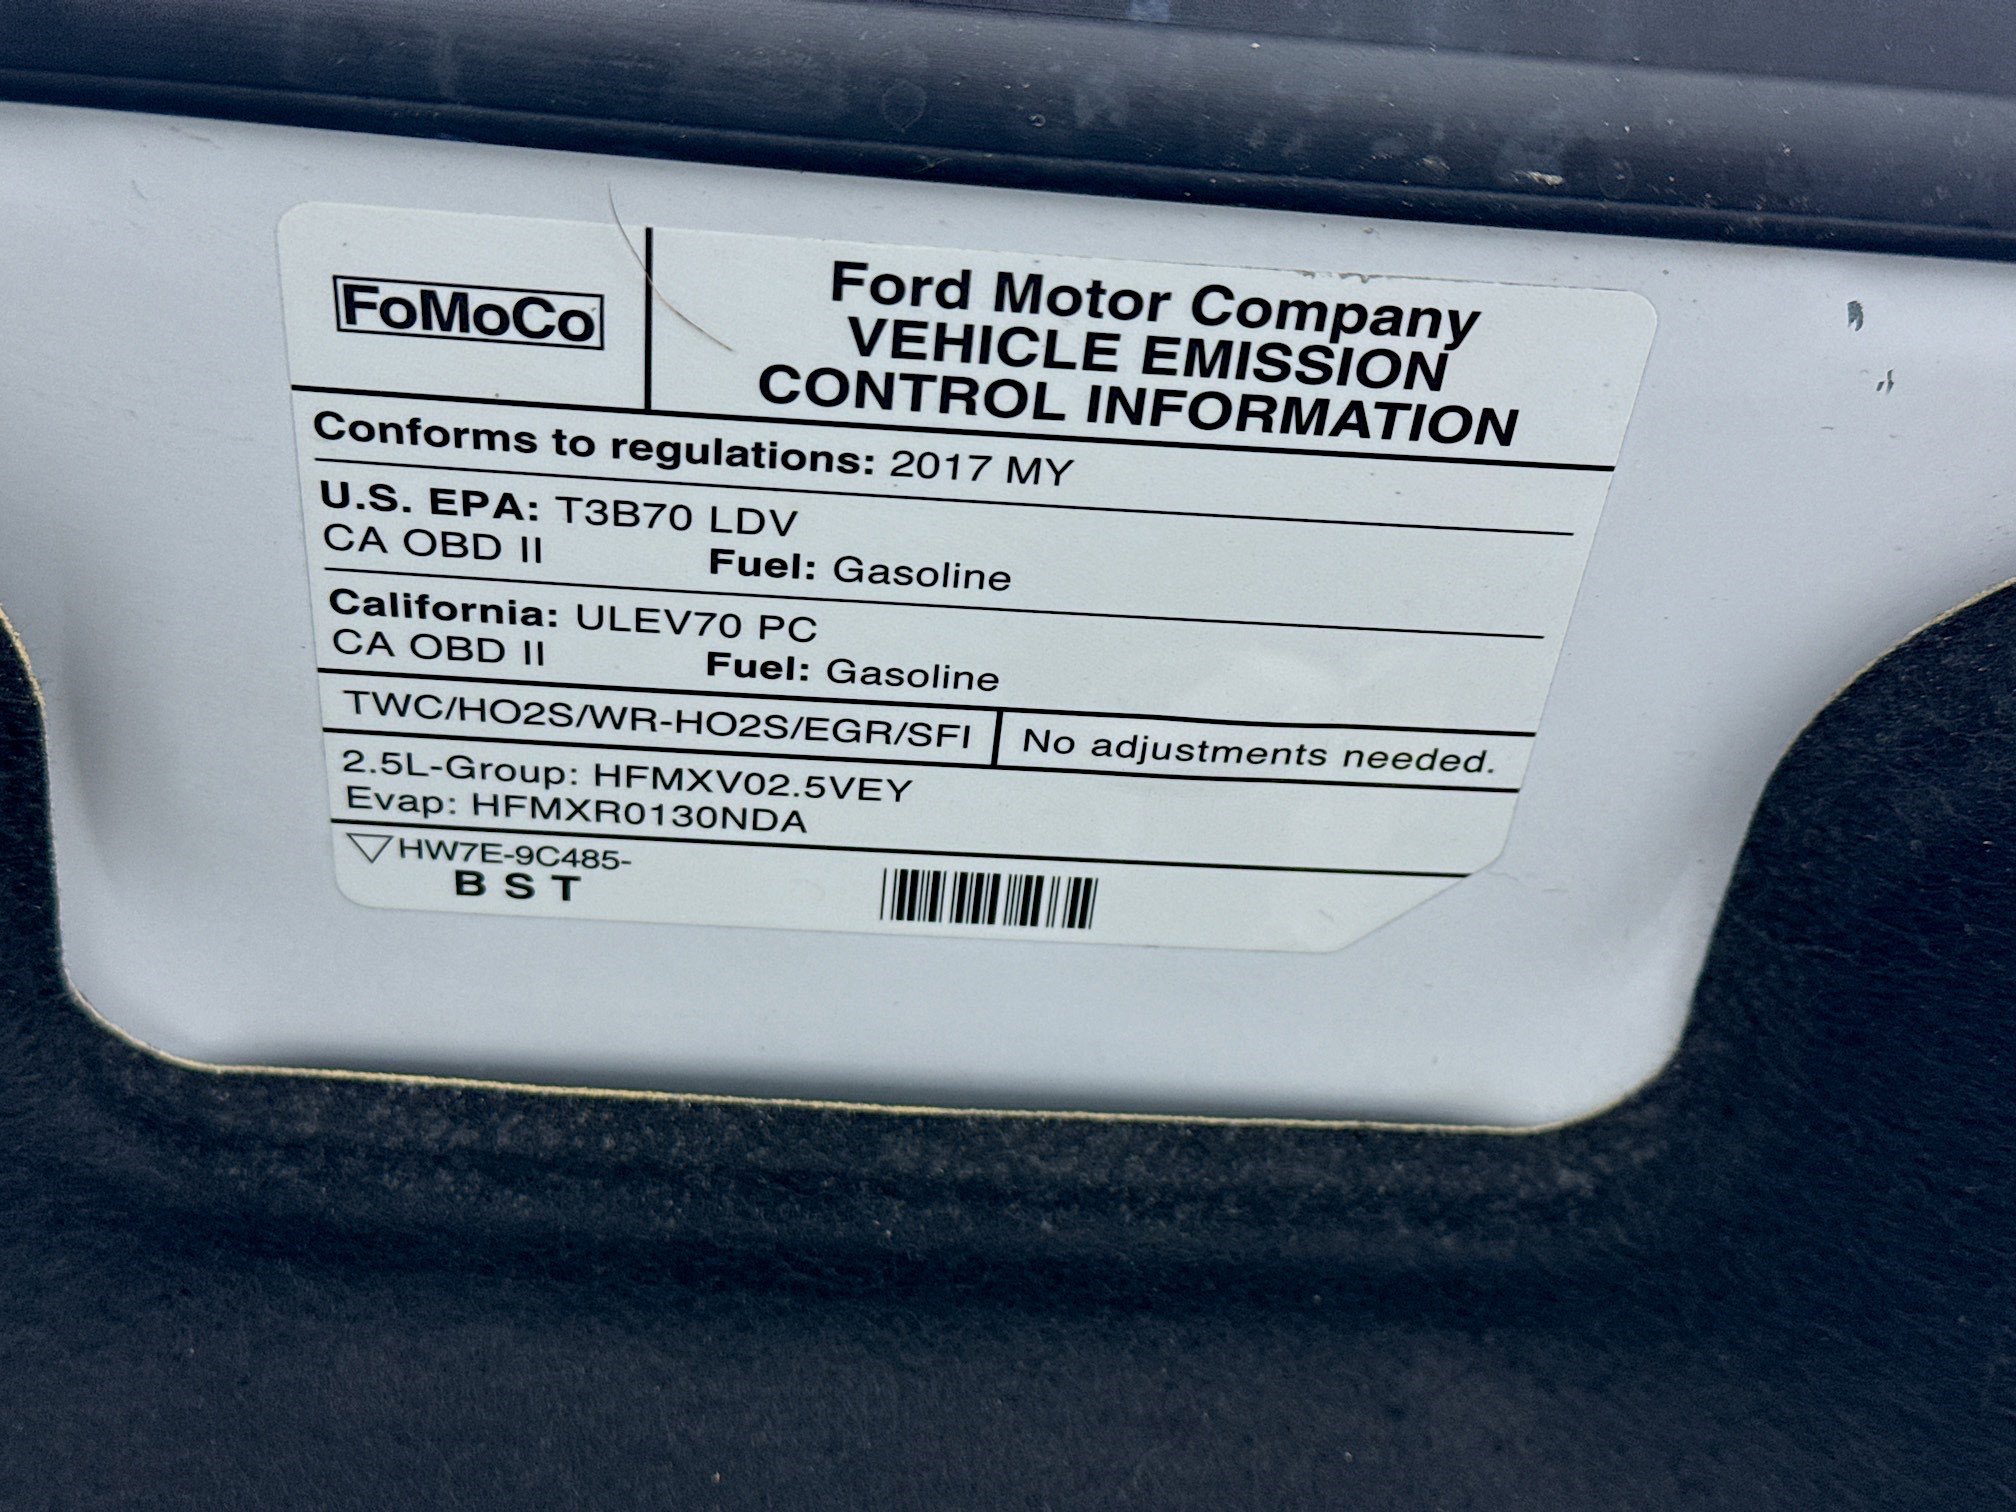 FoMoCo
Ford Motor Company
VEHICLE EMISSION
CONTROL INFORMATION
Conforms to regulations: 2017 MY
U.S. EPA: T3B70 LDV
CA OBD II Fuel: Gasoline
California: ULEV70 PC
CA OBD II Fuel: Gasoline
TWC/HO2S/WR-HO2S/EGR/SFI No adjustments needed.
2.5L-Group: HFMXV02.5VEY
Evap: HFMXR0130NDA
HW7E-9C485-
B S T